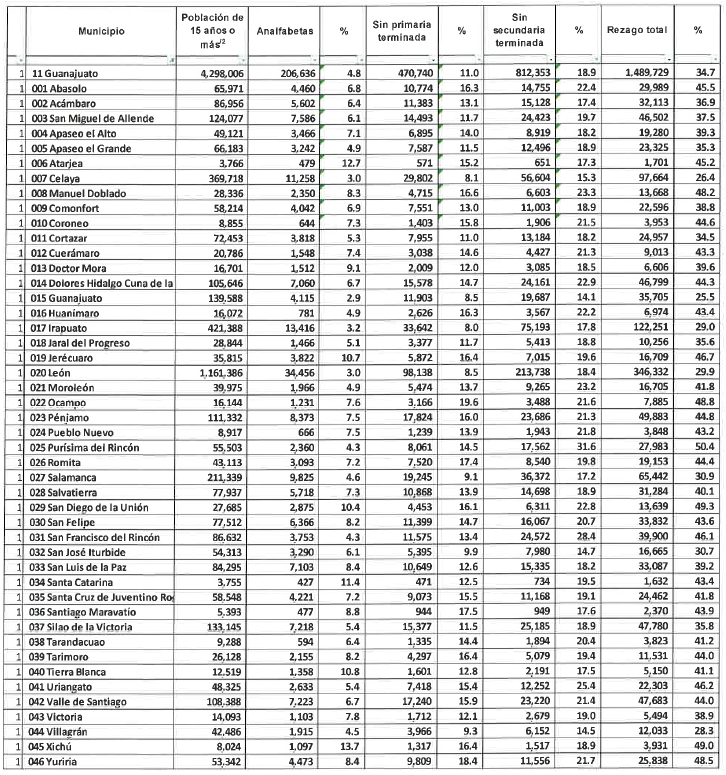 Municipio Población de 15 años o más/2 Analfabetas % Sin primaria terminada % Sin secundaria terminada % Rezago total %
1 11 Guanajuato 4,298,006 206,636 4.8 470,740 11.0 812,353 18.9 1,489,729 34.7
1 001 Abasolo 65,971 4,460 6.8 10,774 16.3 14,755 22.4 29,989 45.5
1 002 Acámbaro 86,956 5,602 6.4 11,383 13.1 15,128 17.4 32,113 36.9
1 003 San Miguel de Allende 124,077 7,586 6.1 14,493 11.7 24,423 19.7 46,502 37.5
1 004 Apaseo el Alto 49,121 3,466 7.1 6,895 14.0 8,919 18.2 19,280 39.3
1 005 Apaseo el Grande 66,183 3,242 4.9 7,587 11.5 12,496 18.9 23,325 35.3
1 006 Atarjea 3,766 479 12.7 571 15.2 651 17.3 1,701 45.2
1 007 Celaya 369,718 11,258 3.0 29,802 8.1 56,604 15.3 97,664 26.4
1 008 Manuel Doblado 28,336 2,350 8.3 4,715 16.6 6,603 23.3 13,668 48.2
1 009 Comonfort 58,214 4,042 6.9 7,551 13.0 11,003 18.9 22,596 38.8
1 010 Coroneo 8,855 644 7.3 1,403 15.8 1,906 21.5 3,953 44.6
1 011 Cortazar 72,453 3,818 5.3 7,955 11.0 13,184 18.2 24,957 34.5
1 012 Cuerámaro 20,786 1,548 7.4 3,038 14.6 4,427 21.3 9,013 43.3
1 013 Doctor Mora 16,701 1,512 9.1 2,009 12.0 3,085 18.5 6,606 39.6
1 014 Dolores Hidalgo Cuna de la 105,646 7,060 6.7 15,578 14.7 24,161 22.9 46,799 44.3
1 015 Guanajuato 139,588 4,115 2.9 11,903 8.5 19,687 14.1 35,705 25.5
1 016 Huanímaro 16,072 781 4.9 2,626 16.3 3,567 22.2 6,974 43.4
1 017 Irapuato 421,388 13,416 3.2 33,642 8.0 75,193 17.8 122,251 29.0
1 018 Jaral del Progreso 28,844 1,466 5.1 3,377 11.7 5,413 18.8 10,256 35.6
1 019 Jerécuaro 35,815 3,822 10.7 5,872 16.4 7,015 19.6 16,709 46.7
1 020 León 1,161,386 34,456 3.0 98,138 8.5 213,738 18.4 346,332 29.9
1 021 Moroleón 39,975 1,966 4.9 5,474 13.7 9,265 23.2 16,705 41.8
1 022 Ocampo 16,144 1,231 7.6 3,166 19.6 3,488 21.6 7,885 48.8
1 023 Pénjamo 111,332 8,373 7.5 17,824 16.0 23,686 21.3 49,883 44.8
1 024 Pueblo Nuevo 8,917 666 7.5 1,239 13.9 1,943 21.8 3,848 43.2
1 025 Purísima del Rincón 55,503 2,360 4.3 8,061 14.5 17,562 31.6 27,983 50.4
1 026 Romita 43,113 3,093 7.2 7,520 17.4 8,540 19.8 19,153 44.4
1 027 Salamanca 211,339 9,825 4.6 19,245 9.1 36,372 17.2 65,442 30.9
1 028 Salvatierra 77,937 5,718 7.3 10,868 13.9 14,698 18.9 31,284 40.1
1 029 San Diego de la Unión 27,685 2,875 10.4 4,453 16.1 6,311 22.8 13,639 49.3
1 030 San Felipe 77,512 6,366 8.2 11,399 14.7 16,067 20.7 33,832 43.6
1 031 San Francisco del Rincón 86,632 3,753 4.3 11,575 13.4 24,572 28.4 39,900 46.1
1 032 San José Iturbide 54,313 3,290 6.1 5,395 9.9 7,980 14.7 16,665 30.7
1 033 San Luis de la Paz 84,295 7,103 8.4 10,649 12.6 15,335 18.2 33,087 39.2
1 034 Santa Catarina 3,755 427 11.4 471 12.5 734 19.5 1,632 43.4
1 035 Santa Cruz de Juventino Ro 58,548 4,221 7.2 9,073 15.5 11,168 19.1 24,462 41.8
1 036 Santiago Maravatío 5,393 477 8.8 944 17.5 949 17.6 2,370 43.9
1 037 Silao de la Victoria 133,145 7,218 5.4 15,377 11.5 25,185 18.9 47,780 35.8
1 038 Tarandacuao 9,288 594 6.4 1,335 14.4 1,894 20.4 3,823 41.2
1 039 Tarimoro 26,128 2,155 8.2 4,297 16.4 5,079 19.4 11,531 44.0
1 040 Tierra Blanca 12,519 1,358 10.8 1,601 12.8 2,191 17.5 5,150 41.1
1 041 Uriangato 48,325 2,633 5.4 7,418 15.4 12,252 25.4 22,303 46.2
1 042 Valle de Santiago 108,388 7,223 6.7 17,240 15.9 23,220 21.4 47,683 44.0
1 043 Victoria 14,093 1,103 7.8 1,712 12.1 2,679 19.0 5,494 38.9
1 044 Villagrán 42,486 1,915 4.5 3,966 9.3 6,152 14.5 12,033 28.3
1 045 Xichú 8,024 1,097 13.7 1,317 16.4 1,517 18.9 3,931 49.0
1 046 Yuriria 53,342 4,473 8.4 9,809 18.4 11,556 21.7 25,838 48.5